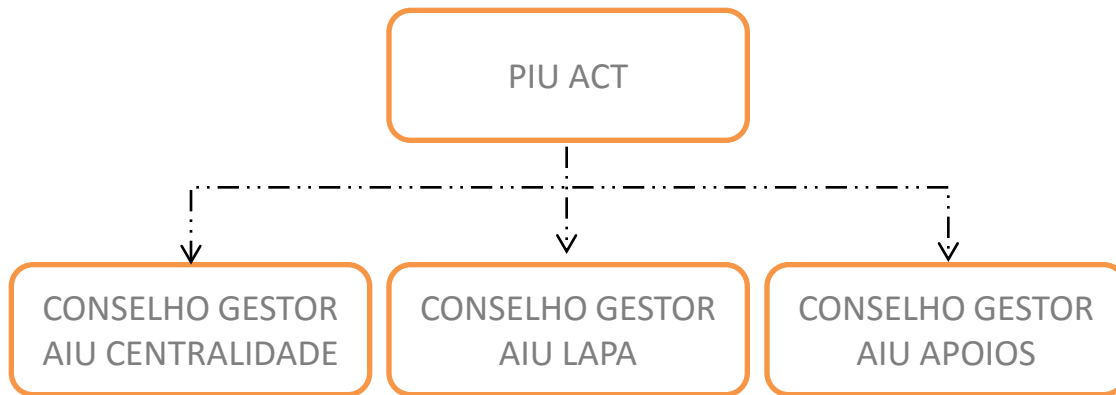 PIU ACT
CONSELHO GESTOR
AIU CENTRALIDADE
CONSELHO GESTOR
AIU LAPA
CONSELHO GESTOR
AIU APOIOS